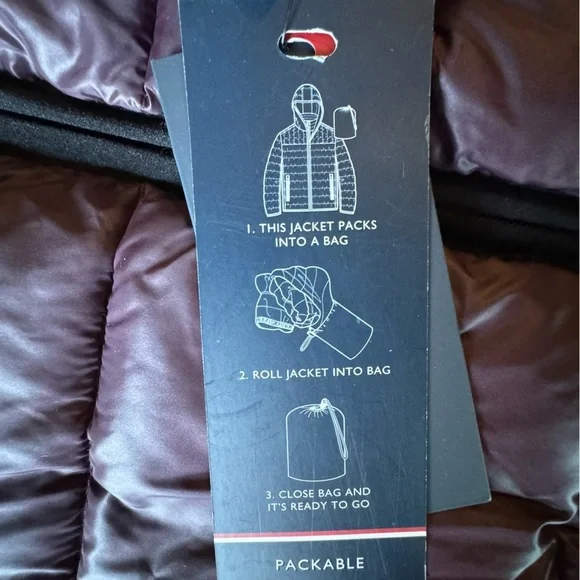 1. THIS JACKET PACKS
INTO A BAG
2. ROLL JACKET INTO BAG
3. CLOSE BAG AND
IT'S READY TO GO
PACKABLE